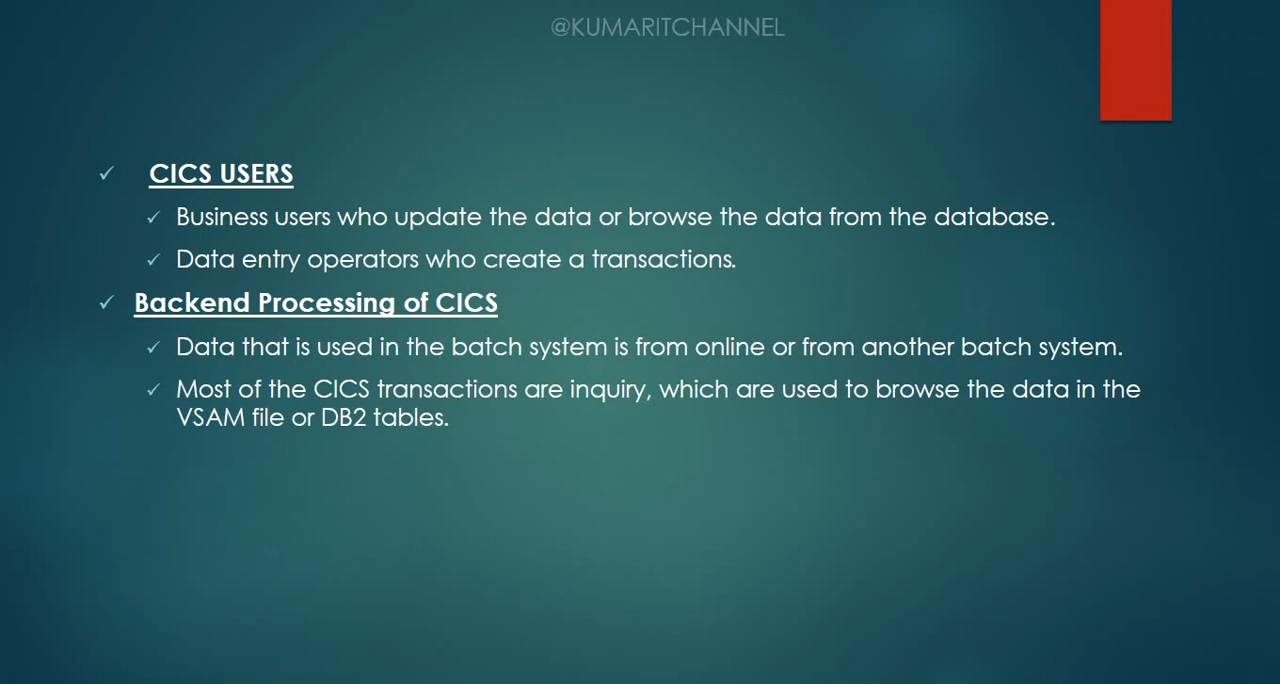 @KUMARITCHANNEL
✓ CICS USERS
✓ Business users who update the data or browse the data from the database.
✓ Data entry operators who create a transactions.
✓ Backend Processing of CICS
✓ Data that is used in the batch system is from online or from another batch system.
✓ Most of the CICS transactions are inquiry, which are used to browse the data in the
VSAM file or DB2 tables.